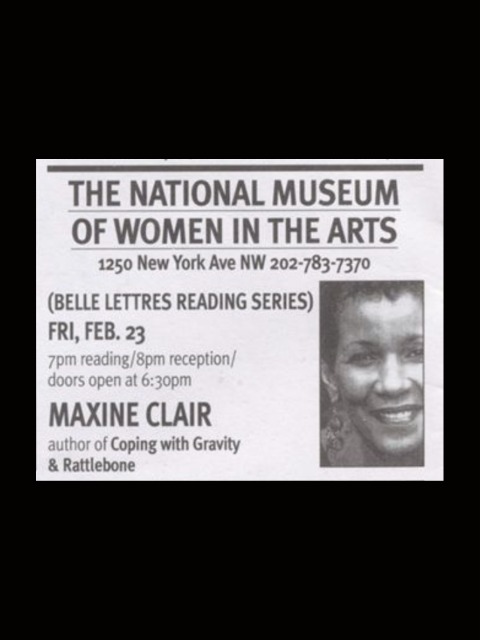 THE NATIONAL MUSEUM
OF WOMEN IN THE ARTS
1250 New York Ave NW 202-783-7370
(BELLE LETTRES READING SERIES)
FRI, FEB. 23
7pm reading/8pm reception/
doors open at 6:30pm
MAXINE CLAIR
author of Coping with Gravity
& Rattlebone